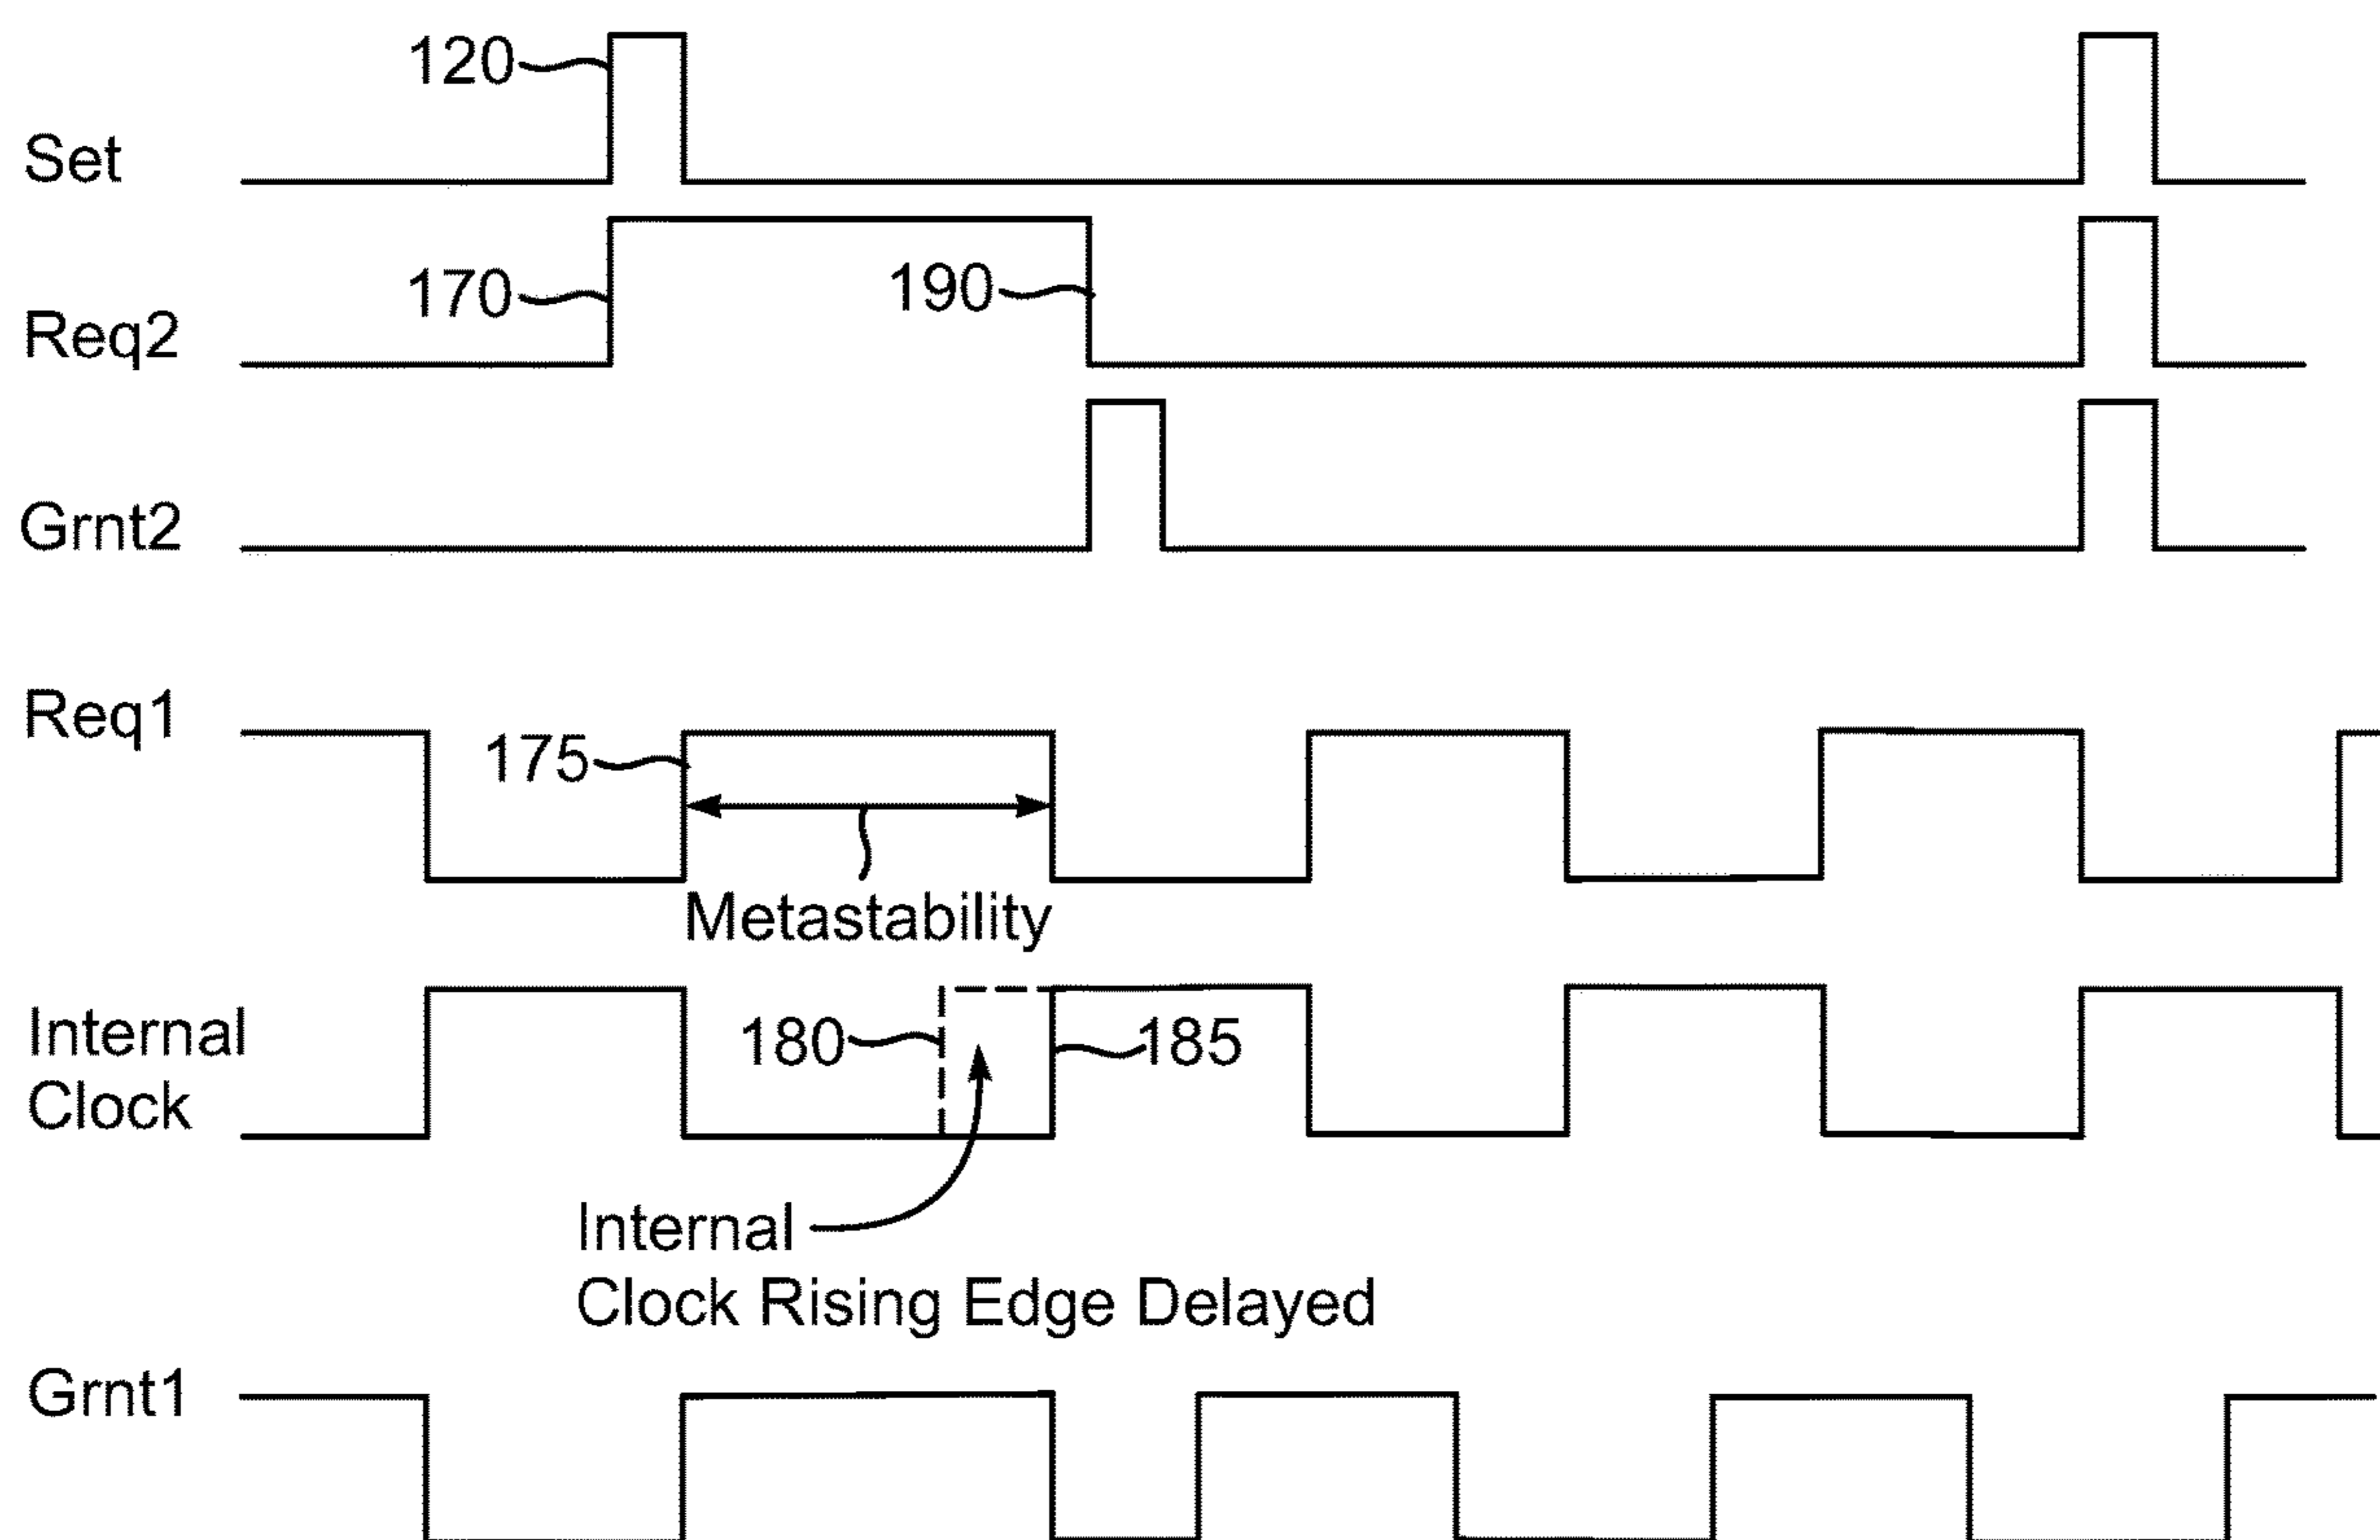 120
Set
170
190
Req2
Grnt2
Req1
175
Metastability
Internal
Clock
180
185
Internal
Clock Rising Edge Delayed
Grnt1